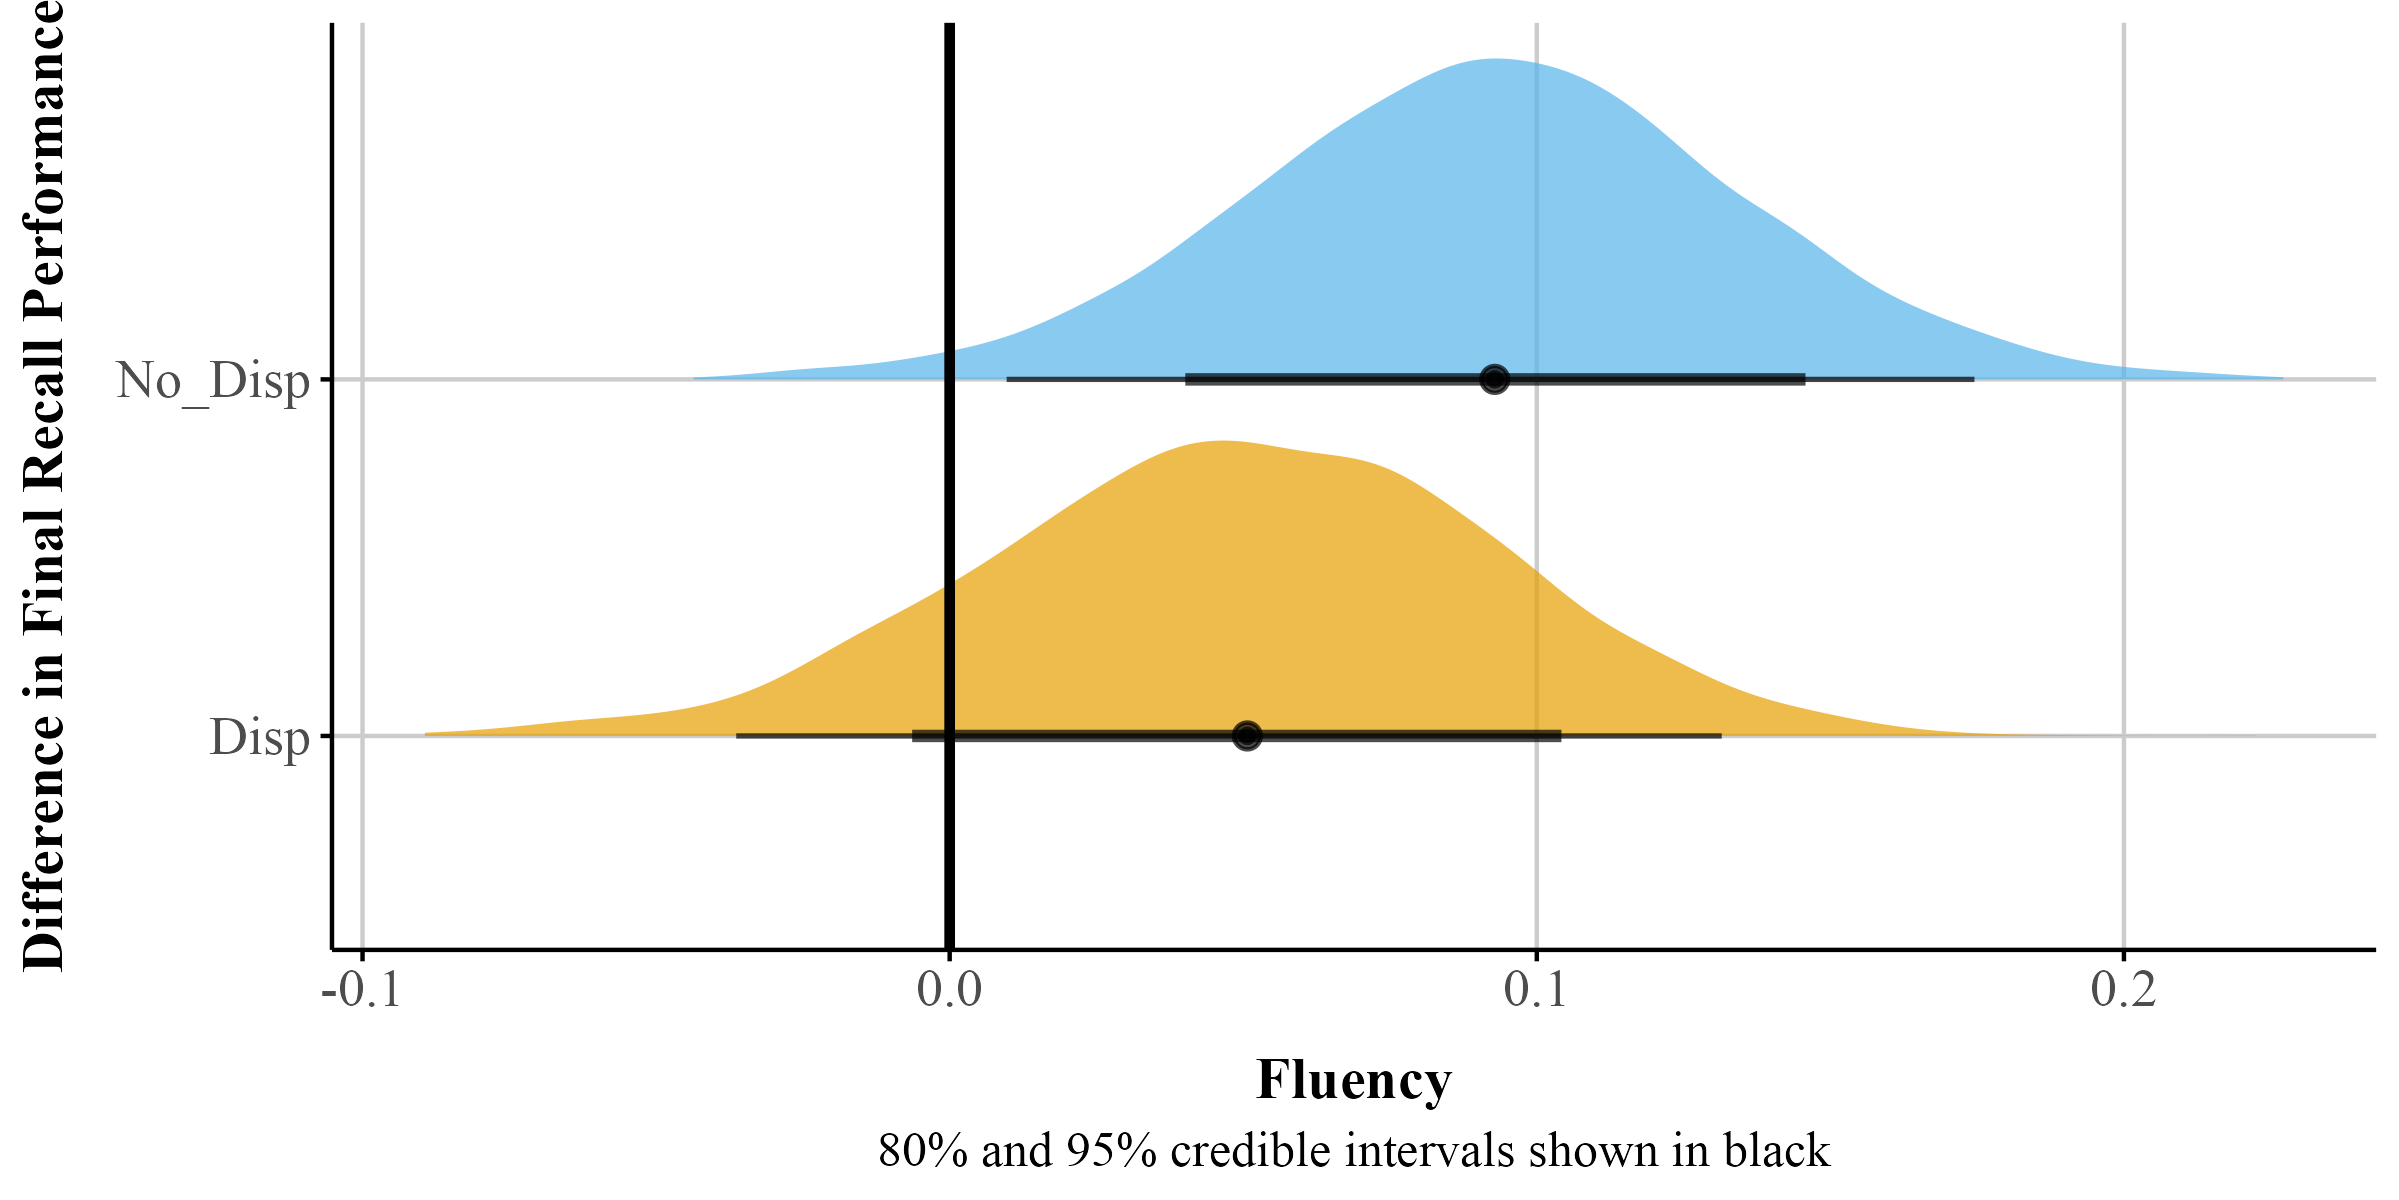 Difference in Final Recall Performance
No_Disp
Disp
-0.1
0.0
0.1
0.2
Fluency
80% and 95% credible intervals shown in black